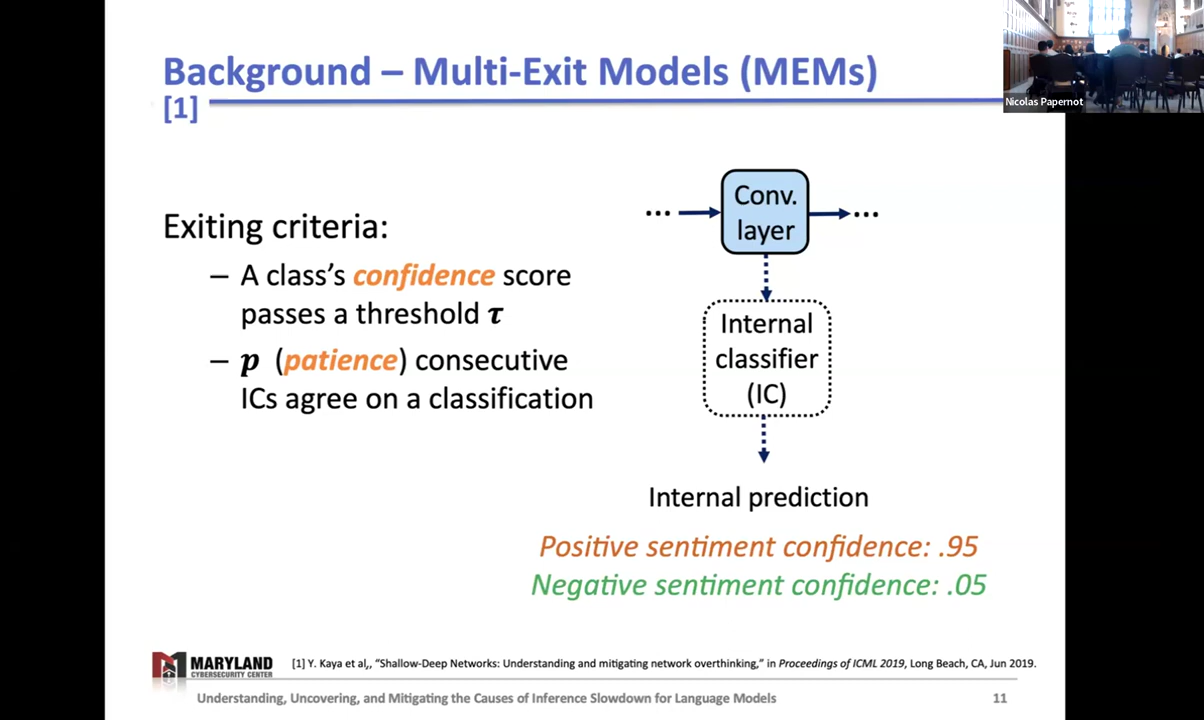 Background – Multi-Exit Models (MEMs)
[1]
Nicolas Papernot
Exiting criteria:
– A class’s confidence score
passes a threshold τ
– p (patience) consecutive
ICs agree on a classification
... Conv. ...
layer
Internal
classifier
(IC)
Internal prediction
Positive sentiment confidence: .95
Negative sentiment confidence: .05
MARYLAND
CYBERSECURITY CENTER
[1] Y. Kaya et al,, “Shallow-Deep Networks: Understanding and mitigating network overthinking,” in Proceedings of ICML 2019, Long Beach, CA, Jun 2019.
Understanding, Uncovering, and Mitigating the Causes of Inference Slowdown for Language Models 11